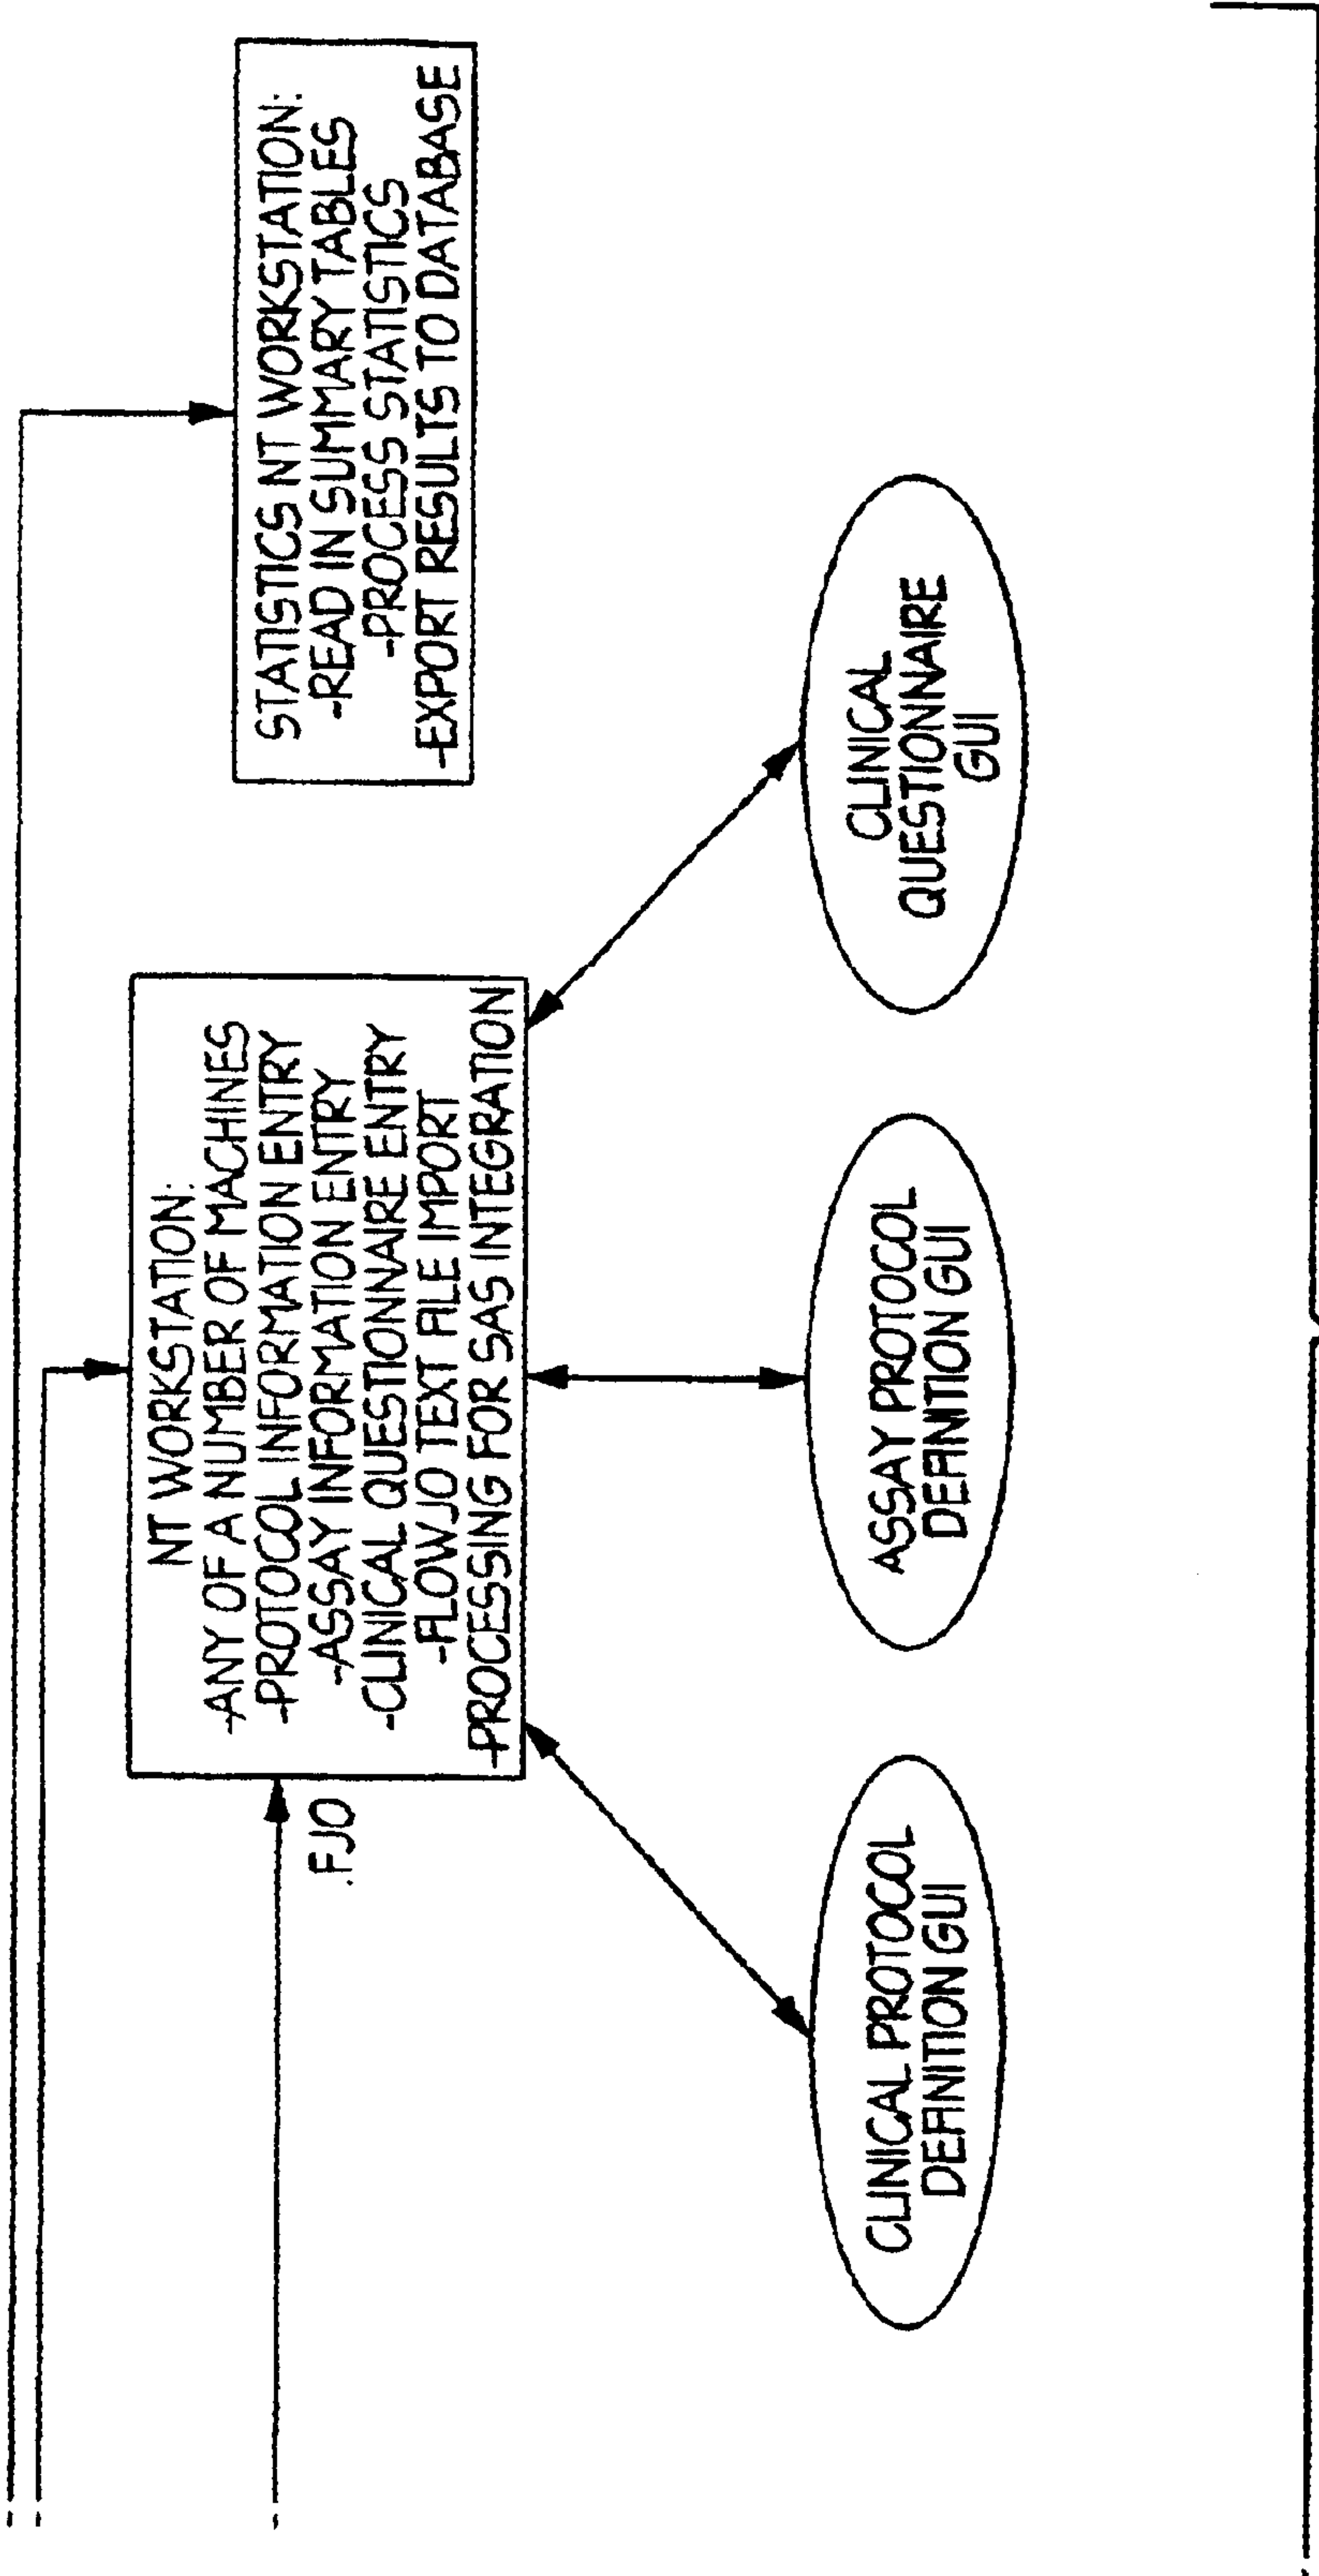 NT WORKSTATION:
-ANY OF A NUMBER OF MACHINES
-PROTOCOL INFORMATION ENTRY
-ASSAY INFORMATION ENTRY
-CLINICAL QUESTIONNAIRE ENTRY
-FLOWJO TEXT FILE IMPORT
-PROCESSING FOR SAS INTEGRATION
STATISTICS NT WORKSTATION:
-READ IN SUMMARY TABLES
-PROCESS STATISTICS
-EXPORT RESULTS TO DATABASE
.FJO
CLINICAL PROTOCOL
DEFINITION GUI
ASSAY PROTOCOL
DEFINITION GUI
CLINICAL
QUESTIONNAIRE
GUI